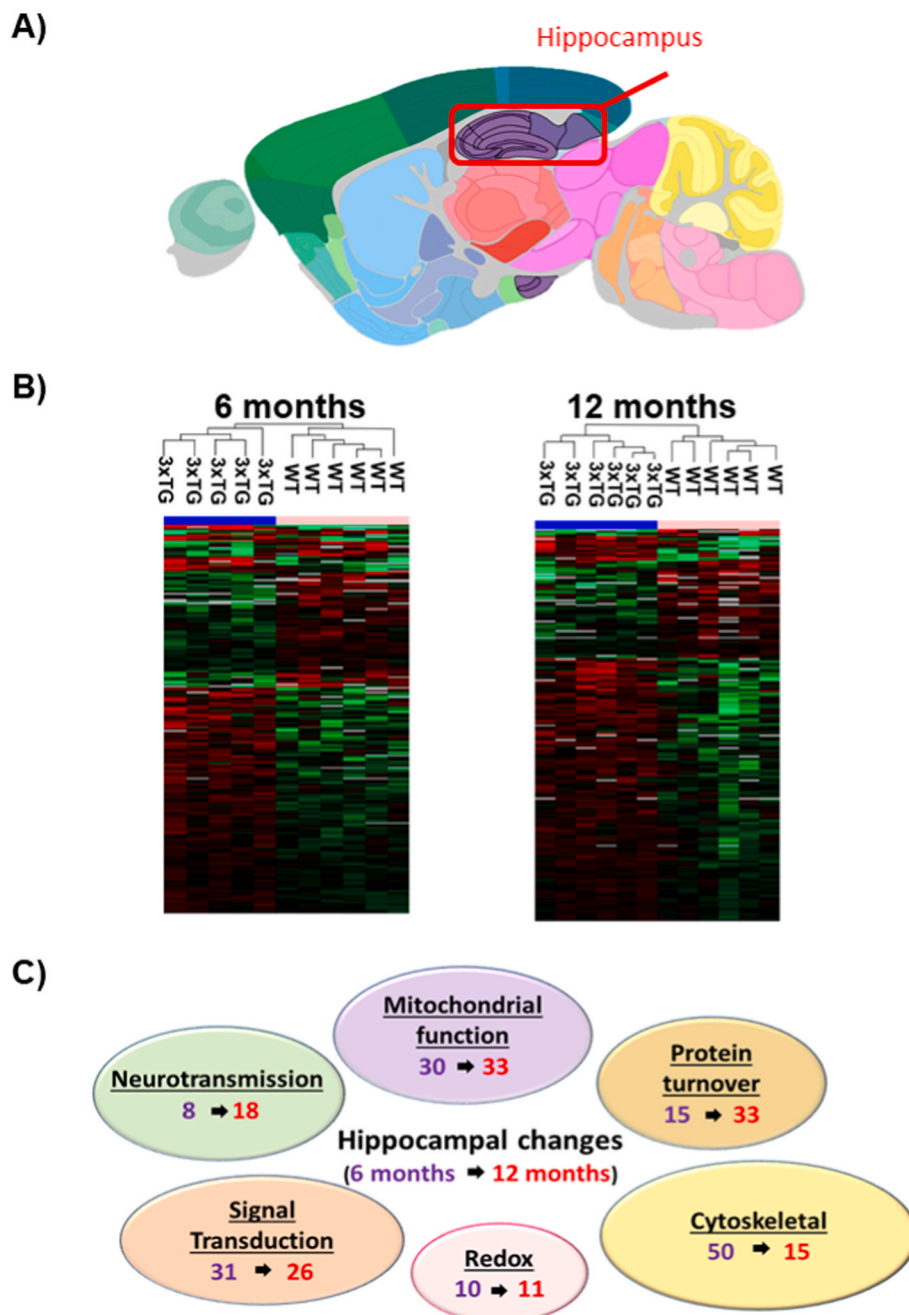 A)
Hippocampus
B)
6 months
3xTG 3xTG 3xTG 3xTG 3xTG WT WT WT WT WT WT
12 months
3xTG 3xTG 3xTG 3xTG 3xTG 3xTG WT WT WT WT WT WT
C)
Mitochondrial
function
30 ➡ 33
Neurotransmission
8 ➡ 18
Protein
turnover
15 ➡ 33
Hippocampal changes
(6 months ➡ 12 months)
Signal
Transduction
31 ➡ 26
Redox
10 ➡ 11
Cytoskeletal
50 ➡ 15